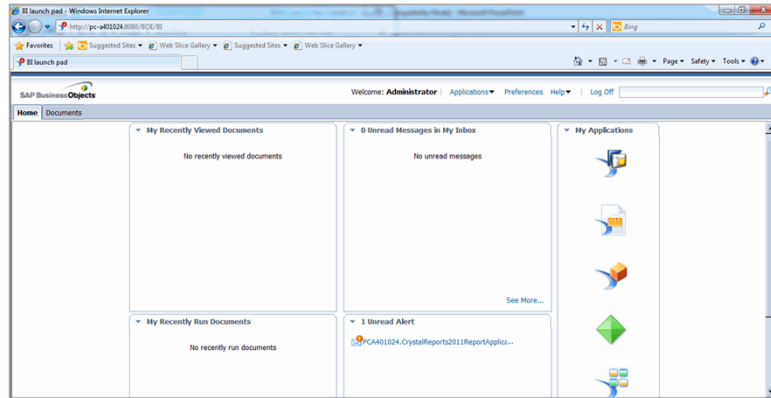 BI launch pad - Windows Internet Explorer
http://pc-a401024:8080/BOE/BI
Bing
Favorites Suggested Sites Web Slice Gallery Suggested Sites Web Slice Gallery
BI launch pad
Page Safety Tools
SAP BusinessObjects
Welcome: Administrator | Applications Preferences Help | Log Off
Home Documents
My Recently Viewed Documents
No recently viewed documents
0 Unread Messages in My Inbox
No unread messages
See More...
My Applications
My Recently Run Documents
No recently run documents
1 Unread Alert
PCA401024.CrystalReports2011ReportApplica...